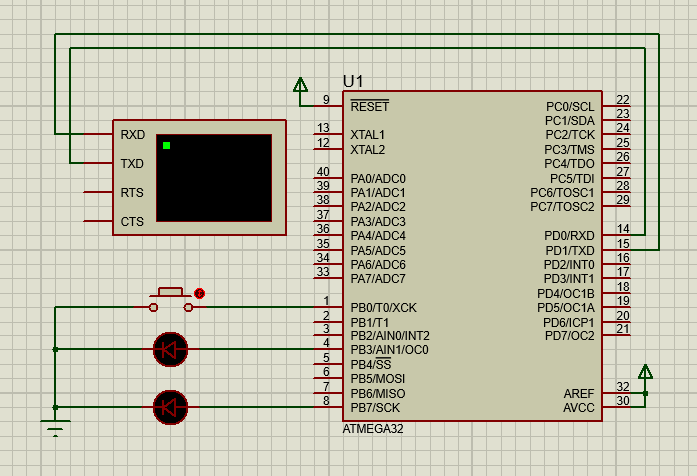 U1
RXD
TXD
RTS
CTS
9 RESET
13 XTAL1
12 XTAL2
40 PA0/ADC0
39 PA1/ADC1
38 PA2/ADC2
37 PA3/ADC3
36 PA4/ADC4
35 PA5/ADC5
34 PA6/ADC6
33 PA7/ADC7
1 PB0/T0/XCK
2 PB1/T1
3 PB2/AIN0/INT2
4 PB3/AIN1/OC0
5 PB4/SS
6 PB5/MOSI
7 PB6/MISO
8 PB7/SCK
PC0/SCL 22
PC1/SDA 23
PC2/TCK 24
PC3/TMS 25
PC4/TDO 26
PC5/TDI 27
PC6/TOSC1 28
PC7/TOSC2 29
PD0/RXD 14
PD1/TXD 15
PD2/INT0 16
PD3/INT1 17
PD4/OC1B 18
PD5/OC1A 19
PD6/ICP1 20
PD7/OC2 21
AREF 32
AVCC 30
ATMEGA32